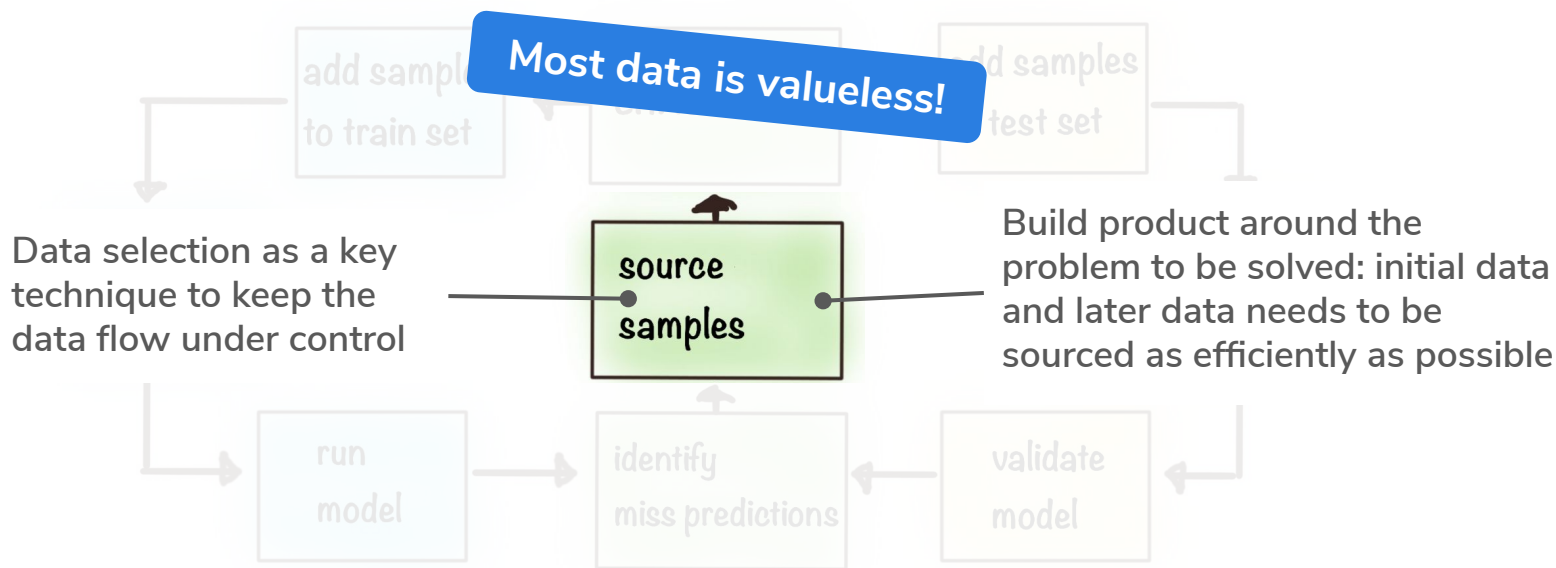 Most data is valueless!
add sampl
to train set
dd samples
test set
Data selection as a key
technique to keep the
data flow under control
source
samples
Build product around the
problem to be solved: initial data
and later data needs to be
sourced as efficiently as possible
run
model
identify
miss predictions
validate
model